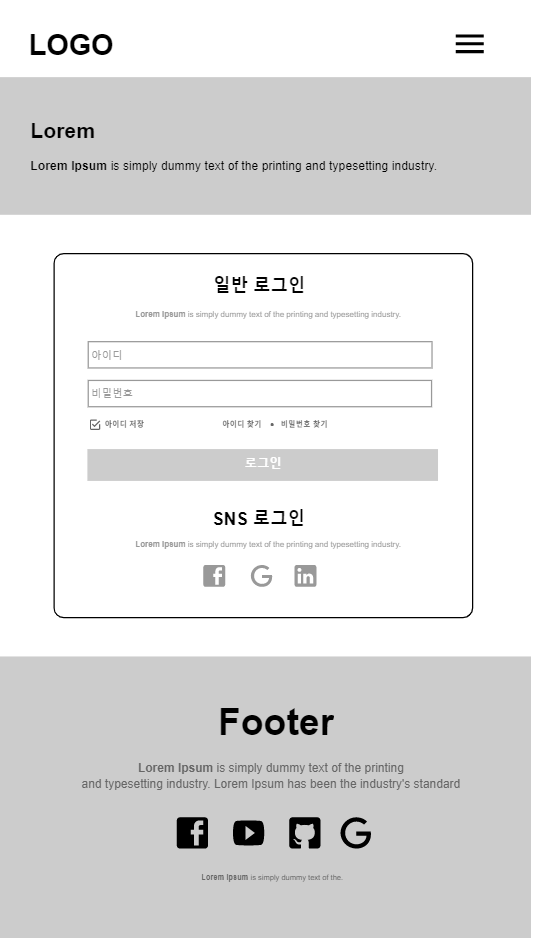 LOGO
Lorem
Lorem Ipsum is simply dummy text of the printing and typesetting industry.
일반 로그인
Lorem Ipsum is simply dummy text of the printing and typesetting industry.
아이디
비밀번호
아이디 저장 아이디 찾기 • 비밀번호 찾기
로그인
SNS 로그인
Lorem Ipsum is simply dummy text of the printing and typesetting industry.
Footer
Lorem Ipsum is simply dummy text of the printing
and typesetting industry. Lorem Ipsum has been the industry's standard
Lorem Ipsum is simply dummy text of the.